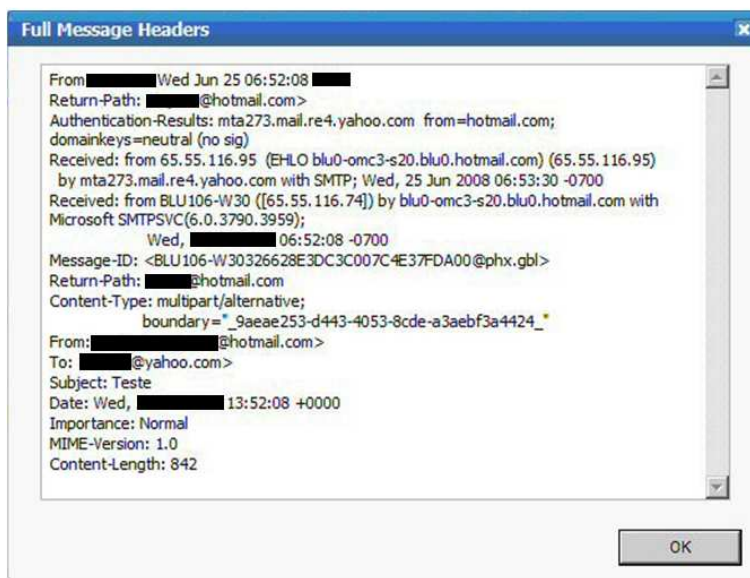 Full Message Headers
From Wed Jun 25 06:52:08
Return-Path: @hotmail.com>
Authentication-Results: mta273.mail.re4.yahoo.com from=hotmail.com;
domainkeys=neutral (no sig)
Received: from 65.55.116.95 (EHLO blu0-omc3-s20.blu0.hotmail.com) (65.55.116.95)
by mta273.mail.re4.yahoo.com with SMTP; Wed, 25 Jun 2008 06:53:30 -0700
Received: from BLU106-W30 ([65.55.116.74]) by blu0-omc3-s20.blu0.hotmail.com with
Microsoft SMTPSVC(6.0.3790.3959);
Wed, 06:52:08 -0700
Message-ID: <BLU106-W30326628E3DC3C007C4E37FDA00@phx.gbl>
Return-Path: @hotmail.com
Content-Type: multipart/alternative;
boundary="_9aeae253-d443-4053-8cde-a3aebf3a4424_"
From: @hotmail.com>
To: @yahoo.com>
Subject: Teste
Date: Wed, 13:52:08 +0000
Importance: Normal
MIME-Version: 1.0
Content-Length: 842
OK